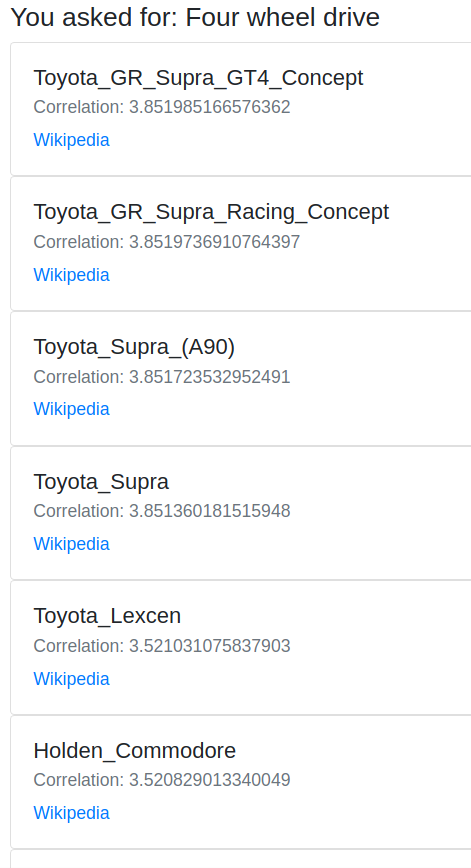 You asked for: Four wheel drive
Toyota_GR_Supra_GT4_Concept
Correlation: 3.851985166576362
Wikipedia
Toyota_GR_Supra_Racing_Concept
Correlation: 3.8519736910764397
Wikipedia
Toyota_Supra_(A90)
Correlation: 3.851723532952491
Wikipedia
Toyota_Supra
Correlation: 3.851360181515948
Wikipedia
Toyota_Lexcen
Correlation: 3.521031075837903
Wikipedia
Holden_Commodore
Correlation: 3.520829013340049
Wikipedia